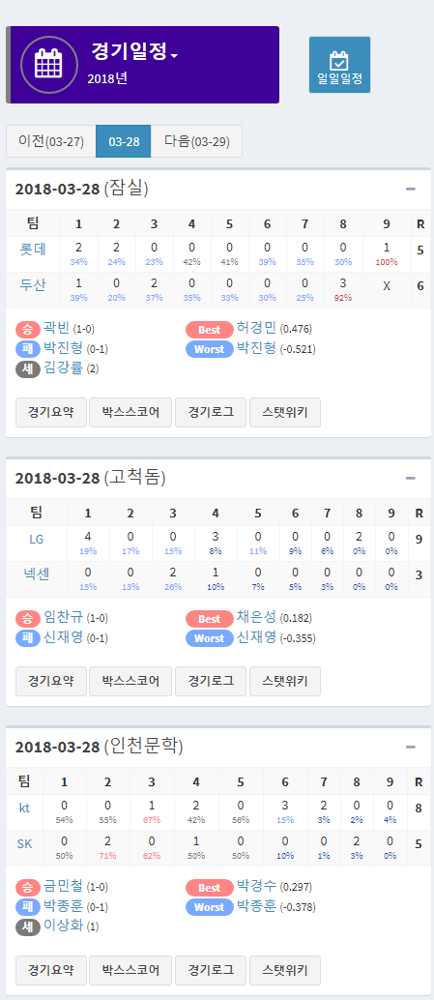 경기일정
2018년
일일일정
이전(03-27) 03-28 다음(03-29)
2018-03-28 (잠실)
팀 1 2 3 4 5 6 7 8 9 R
롯데 2 2 0 0 0 0 0 0 1 5
34% 24% 23% 42% 41% 39% 35% 30% 100%
두산 1 0 2 0 0 0 0 3 X 6
39% 20% 37% 35% 33% 30% 25% 92%
승 곽빈 (1-0) Best 허경민 (0.476)
패 박진형 (0-1) Worst 박진형 (-0.521)
세 김강률 (2)
경기요약 박스스코어 경기로그 스탯위키
2018-03-28 (고척돔)
팀 1 2 3 4 5 6 7 8 9 R
LG 4 0 0 3 0 0 0 2 0 9
19% 17% 15% 8% 11% 9% 6% 0% 0%
넥센 0 0 2 1 0 0 0 0 0 3
15% 13% 26% 10% 7% 5% 3% 0% 0%
승 임찬규 (1-0) Best 채은성 (0.182)
패 신재영 (0-1) Worst 신재영 (-0.355)
경기요약 박스스코어 경기로그 스탯위키
2018-03-28 (인천문학)
팀 1 2 3 4 5 6 7 8 9 R
kt 0 0 1 2 0 3 2 0 0 8
54% 55% 67% 42% 56% 15% 3% 2% 4%
SK 0 2 0 1 0 0 0 2 0 5
50% 71% 62% 50% 50% 10% 1% 3% 0%
승 금민철 (1-0) Best 박경수 (0.297)
패 박종훈 (0-1) Worst 박종훈 (-0.378)
세 이상화 (1)
경기요약 박스스코어 경기로그 스탯위키